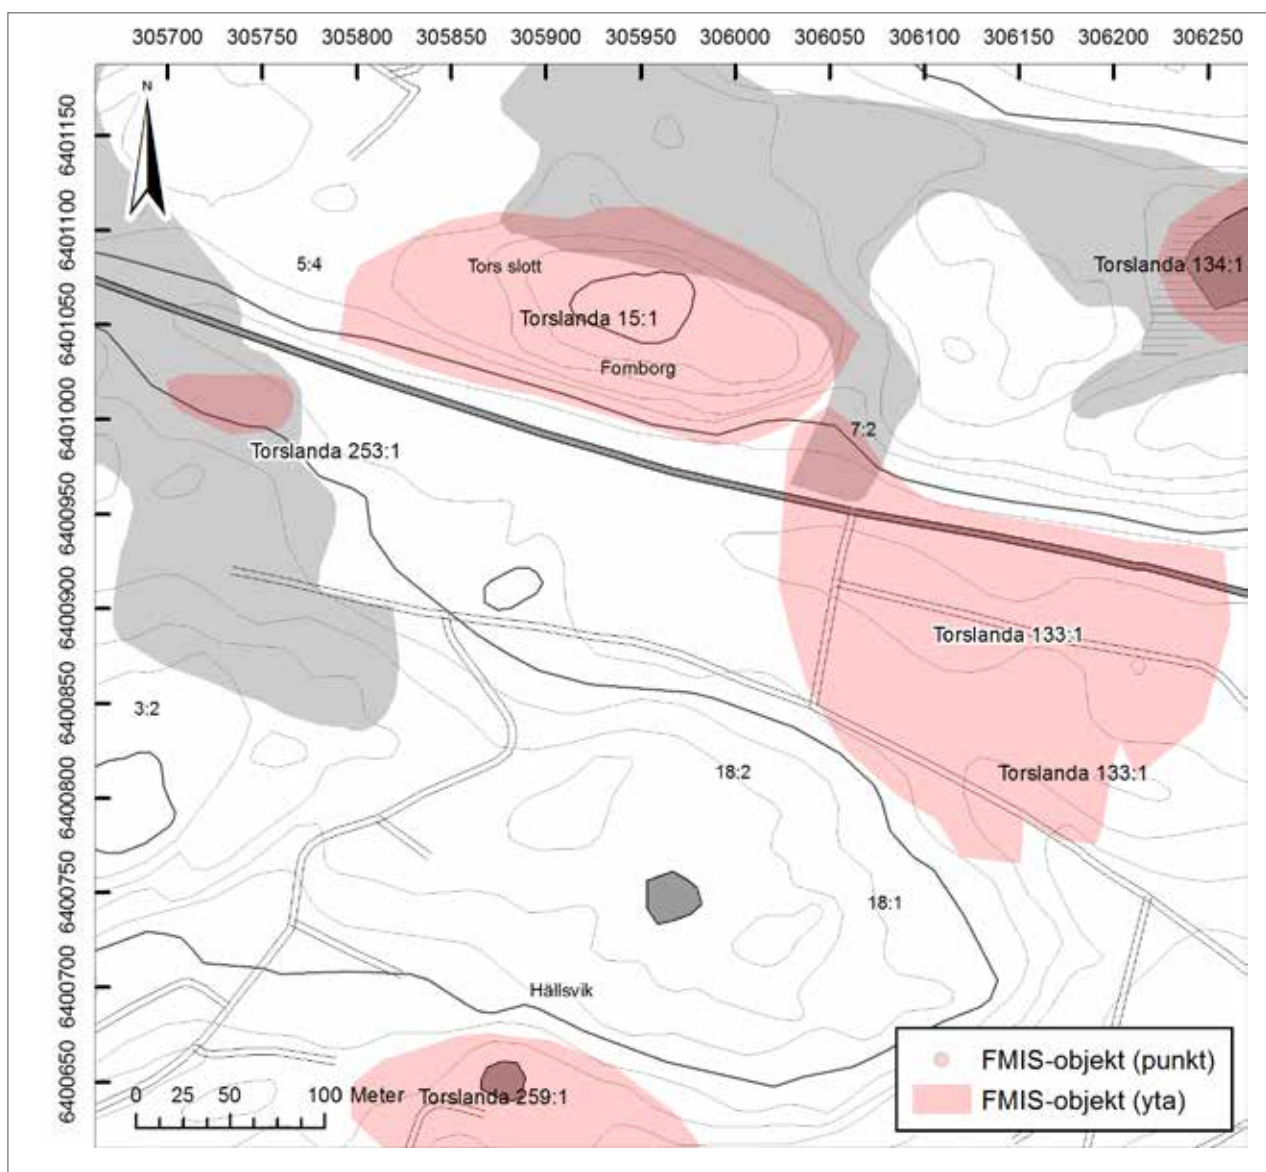 305700 305750 305800 305850 305900 305950 306000 306050 306100 306150 306200 306250
N
6401150
6401100
6401050
6401000
6400950
6400900
6400850
6400800
6400750
6400700
6400650
5:4
Tors slott
Torslanda 134:1
Torslanda 15:1
Fornborg
7:2
Torslanda 253:1
Torslanda 133:1
3:2
18:2
Torslanda 133:1
18:1
Hällsvik
FMIS-objekt (punkt)
FMIS-objekt (yta)
0 25 50 100 Meter
Torslanda 259:1